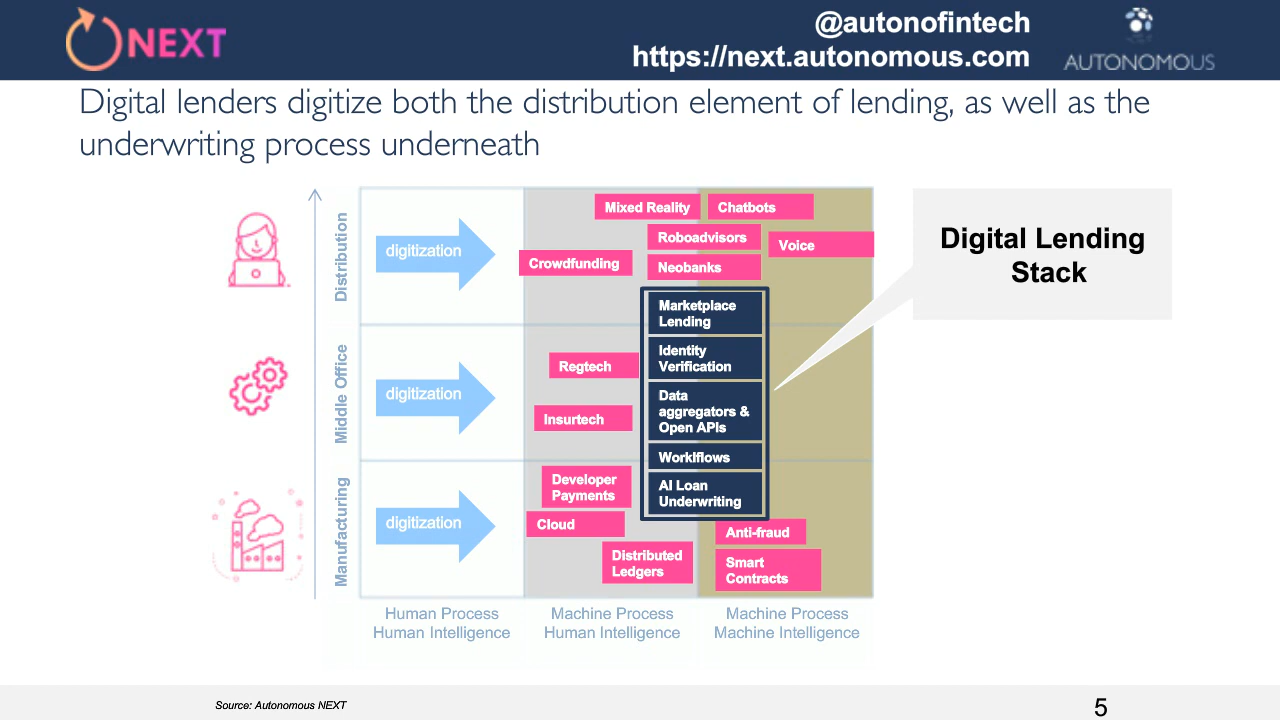 NEXT
@autonofintech
https://next.autonomous.com
AUTONOMOUS
Digital lenders digitize both the distribution element of lending, as well as the
underwriting process underneath
Distribution
digitization
Mixed Reality
Chatbots
Roboadvisors
Voice
Crowdfunding
Neobanks
Digital Lending
Stack
Marketplace
Lending
Middle Office
digitization
Regtech
Identity
Verification
Insurtech
Data
aggregators &
Open APIs
Workiflows
Manufacturing
digitization
Developer
Payments
AI Loan
Underwriting
Cloud
Anti-fraud
Distributed
Ledgers
Smart
Contracts
Human Process
Human Intelligence
Machine Process
Human Intelligence
Machine Process
Machine Intelligence
Source: Autonomous NEXT
5